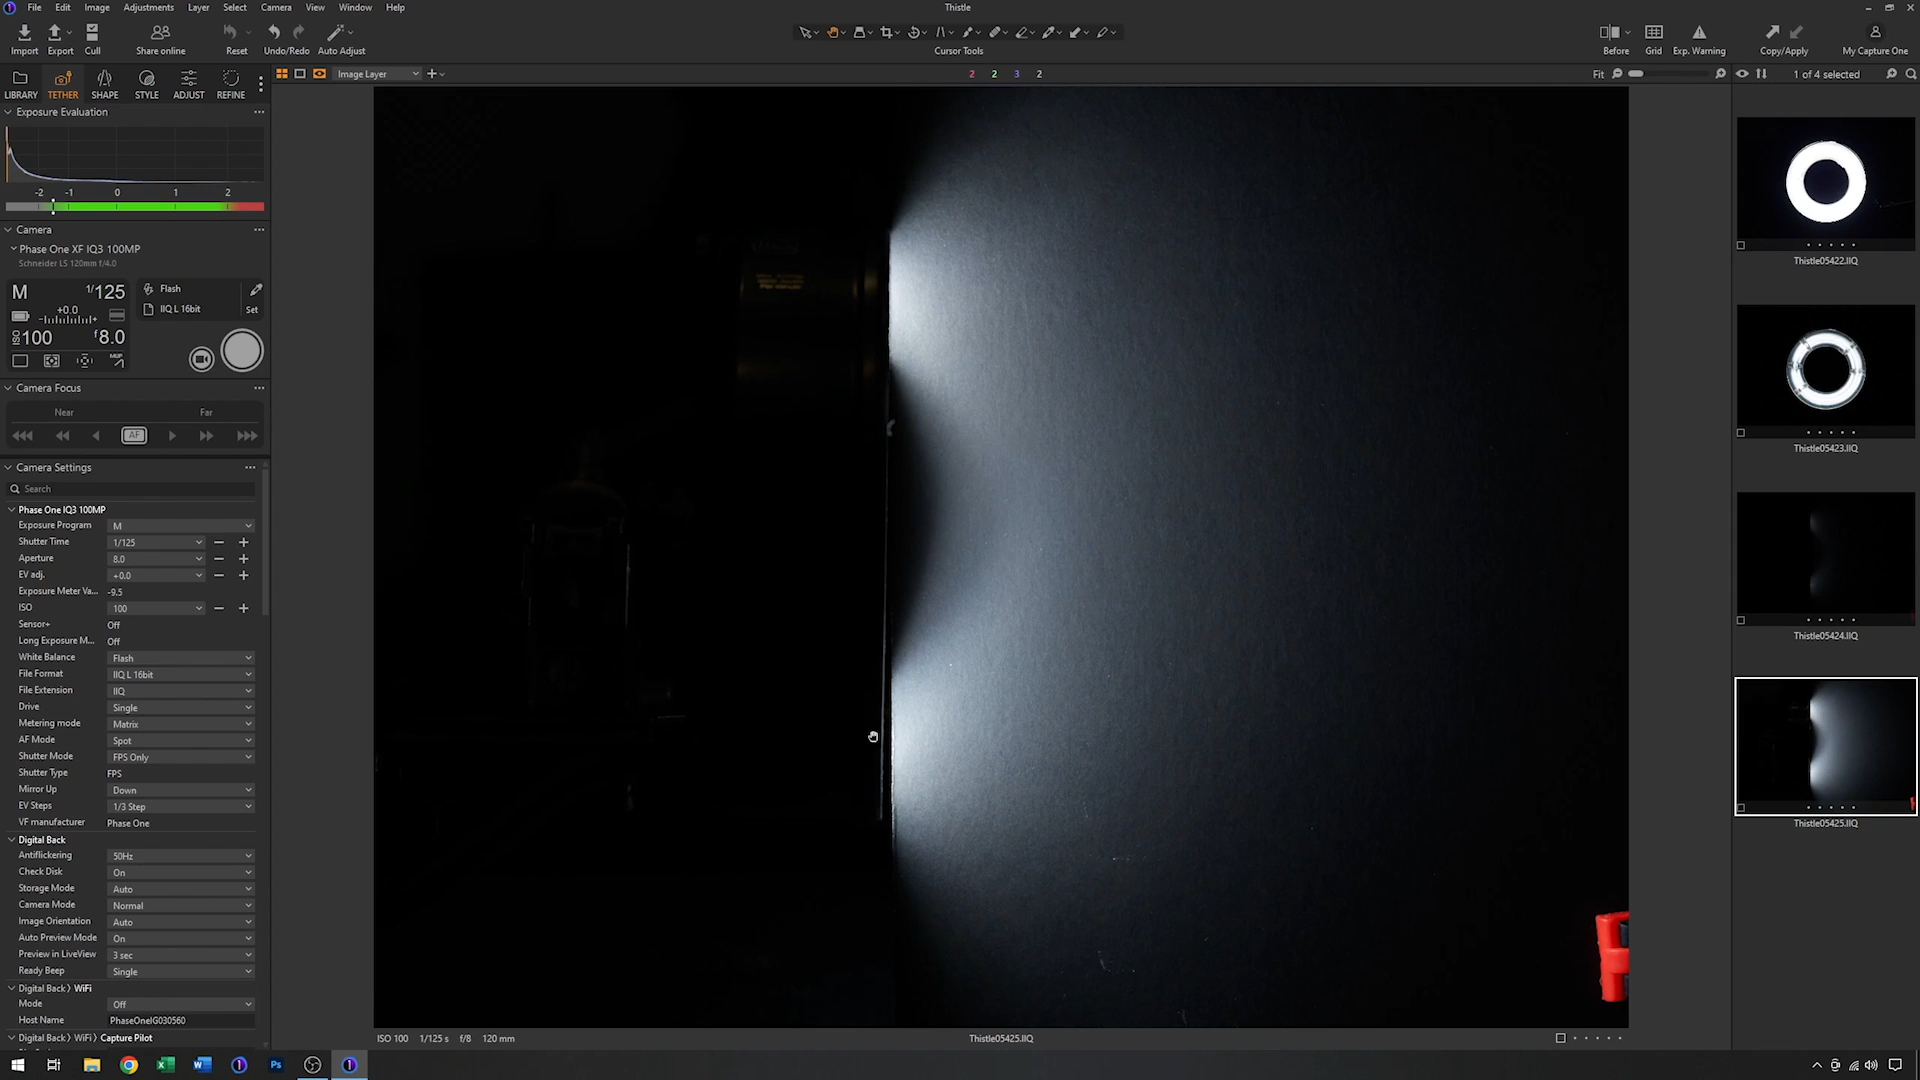 File Edit Image Adjustments Layer Select Camera View Window Help
Thistle
Import Export Cull Share online Reset Undo/Redo Auto Adjust
Cursor Tools
Before Grid Exp. Warning Copy/Apply My Capture One
LIBRARY TETHER SHAPE STYLE ADJUST REFINE
Image Layer
2 2 3 2
Fit
1 of 4 selected
Exposure Evaluation
-2 -1 0 1 2
Camera
Phase One XF IQ3 100MP
Schneider LS 120mm f/4.0
M 1/125
Flash
+0.0
IIQ L 16bit
Set
ISO 100 f8.0
MUP
Camera Focus
Near Far
AF
Camera Settings
Search
Phase One IQ3 100MP
Exposure Program M
Shutter Time 1/125
Aperture 8.0
EV adj. +0.0
Exposure Meter Va... -9.5
ISO 100
Sensor+ Off
Long Exposure M... Off
White Balance Flash
File Format IIQ L 16bit
File Extension IIQ
Drive Single
Metering mode Matrix
AF Mode Spot
Shutter Mode FPS Only
Shutter Type FPS
Mirror Up Down
EV Steps 1/3 Step
VF manufacturer Phase One
Digital Back
Antiflickering 50Hz
Check Disk On
Storage Mode Auto
Camera Mode Normal
Image Orientation Auto
Auto Preview Mode On
Preview in LiveView 3 sec
Ready Beep Single
Digital Back > WiFi
Mode Off
Host Name PhaseOneIG030560
Digital Back > WiFi > Capture Pilot
ISO 100 1/125 s f/8 120 mm
Thistle05425.IIQ
Thistle05422.IIQ
Thistle05423.IIQ
Thistle05424.IIQ
Thistle05425.IIQ